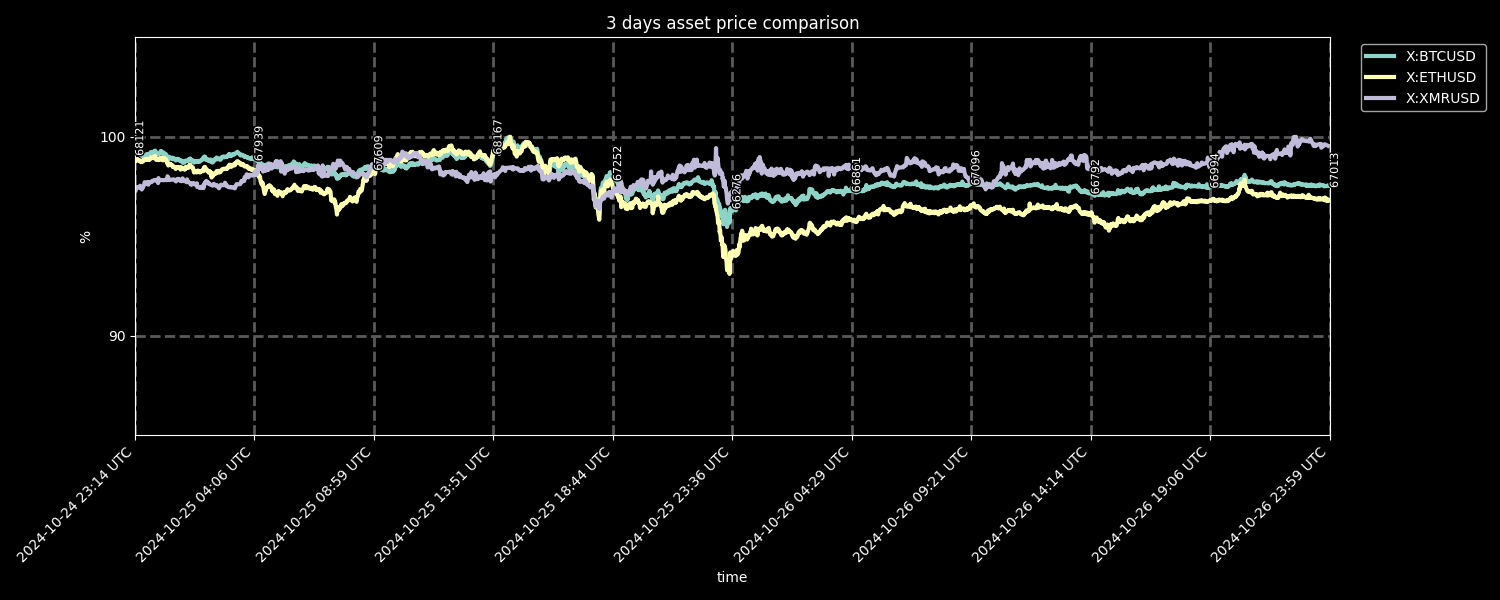 3 days asset price comparison
X:BTCUSD
X:ETHUSD
X:XMRUSD
100
90
%
68121
67939
67609
68167
67252
66276
66861
67096
66792
66994
67013
2024-10-24 23:14 UTC
2024-10-25 04:06 UTC
2024-10-25 08:59 UTC
2024-10-25 13:51 UTC
2024-10-25 18:44 UTC
2024-10-25 23:36 UTC
2024-10-26 04:29 UTC
2024-10-26 09:21 UTC
2024-10-26 14:14 UTC
2024-10-26 19:06 UTC
2024-10-26 23:59 UTC
time